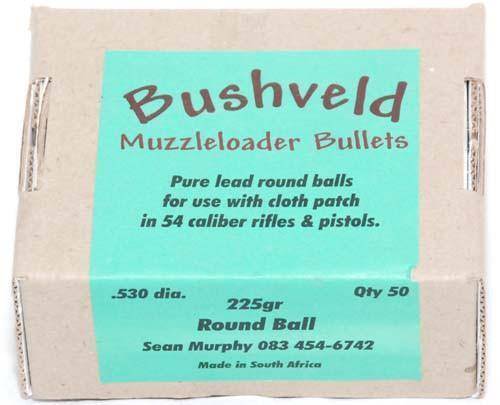 Bushveld
Muzzleloader Bullets
Pure lead round balls
for use with cloth patch
in 54 caliber rifles & pistols.
.530 dia.
Qty 50
225gr
Round Ball
Sean Murphy 083 454-6742
Made in South Africa